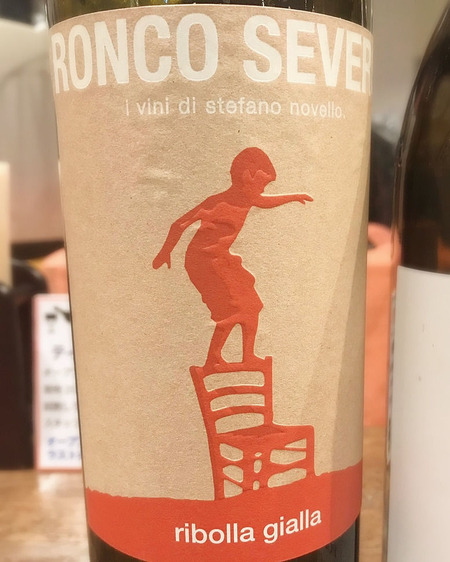 RONCO SEVER
i vini di stefano novello.
ribolla gialla